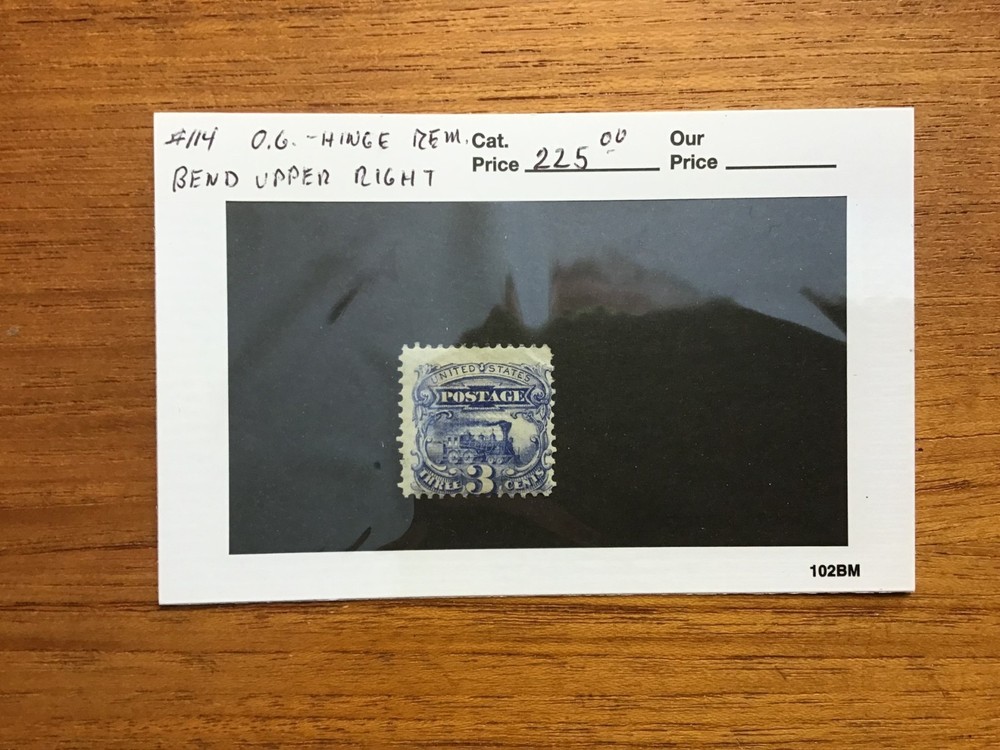 #114 O.G. - HINGE REM. Cat. Price 225 00 Our Price
BEND UPPER RIGHT
UNITED STATES
POSTAGE
THREE 3 CENTS
102BM